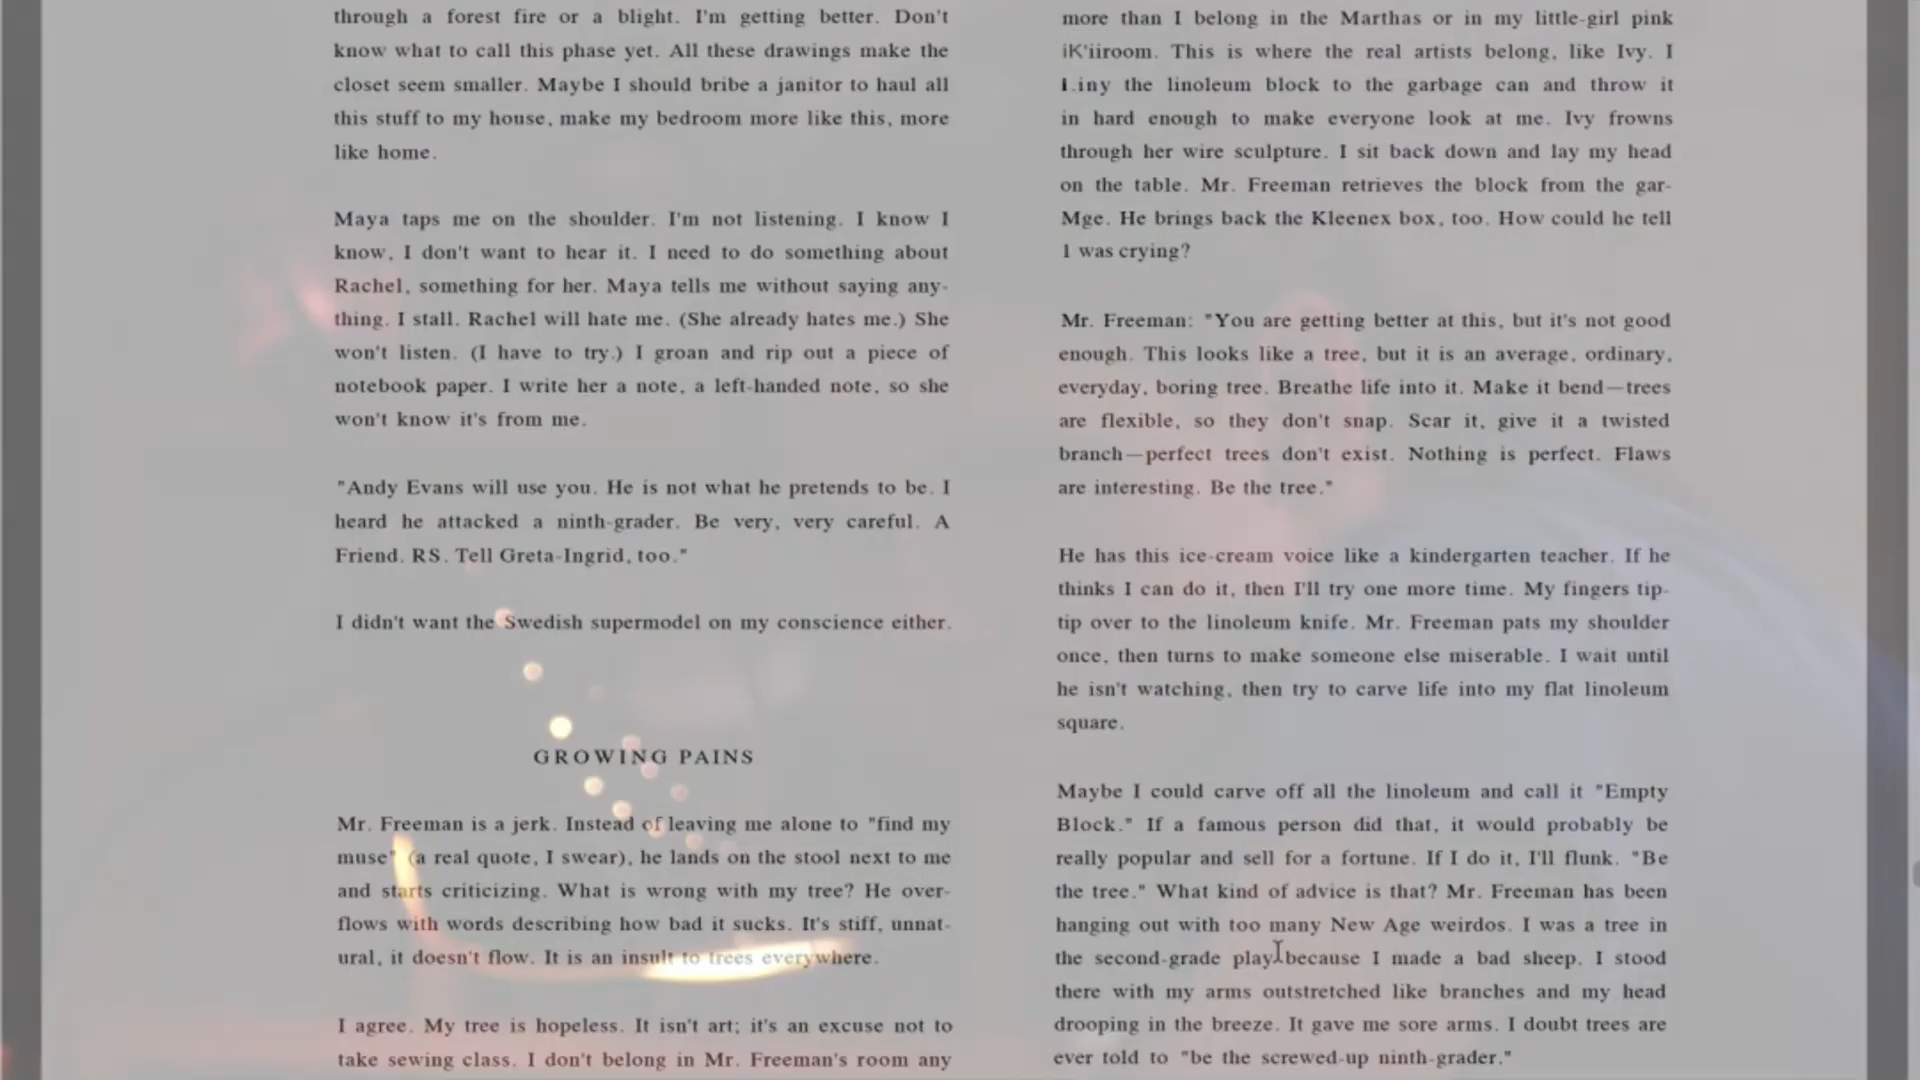 through a forest fire or a blight. I'm getting better. Don't
know what to call this phase yet. All these drawings make the
closet seem smaller. Maybe I should bribe a janitor to haul all
this stuff to my house, make my bedroom more like this, more
like home.
Maya taps me on the shoulder. I'm not listening. I know I
know, I don't want to hear it. I need to do something about
Rachel, something for her. Maya tells me without saying any-
thing. I stall. Rachel will hate me. (She already hates me.) She
won't listen. (I have to try.) I groan and rip out a piece of
notebook paper. I write her a note, a left-handed note, so she
won't know it's from me.
"Andy Evans will use you. He is not what he pretends to be. I
heard he attacked a ninth-grader. Be very, very careful. A
Friend. RS. Tell Greta-Ingrid, too."
I didn't want the Swedish supermodel on my conscience either.
GROWING PAINS
Mr. Freeman is a jerk. Instead of leaving me alone to "find my
muse" (a real quote, I swear), he lands on the stool next to me
and starts criticizing. What is wrong with my tree? He over-
flows with words describing how bad it sucks. It's stiff, unnat-
ural, it doesn't flow. It is an insult to trees everywhere.
I agree. My tree is hopeless. It isn't art; it's an excuse not to
take sewing class. I don't belong in Mr. Freeman's room any
more than I belong in the Marthas or in my little-girl pink
iK'iiroom. This is where the real artists belong, like Ivy. I
I.iny the linoleum block to the garbage can and throw it
in hard enough to make everyone look at me. Ivy frowns
through her wire sculpture. I sit back down and lay my head
on the table. Mr. Freeman retrieves the block from the gar-
Mge. He brings back the Kleenex box, too. How could he tell
1 was crying?
Mr. Freeman: "You are getting better at this, but it's not good
enough. This looks like a tree, but it is an average, ordinary,
everyday, boring tree. Breathe life into it. Make it bend—trees
are flexible, so they don't snap. Scar it, give it a twisted
branch—perfect trees don't exist. Nothing is perfect. Flaws
are interesting. Be the tree."
He has this ice-cream voice like a kindergarten teacher. If he
thinks I can do it, then I'll try one more time. My fingers tip-
tip over to the linoleum knife. Mr. Freeman pats my shoulder
once, then turns to make someone else miserable. I wait until
he isn't watching, then try to carve life into my flat linoleum
square.
Maybe I could carve off all the linoleum and call it "Empty
Block." If a famous person did that, it would probably be
really popular and sell for a fortune. If I do it, I'll flunk. "Be
the tree." What kind of advice is that? Mr. Freeman has been
hanging out with too many New Age weirdos. I was a tree in
the second-grade play because I made a bad sheep. I stood
there with my arms outstretched like branches and my head
drooping in the breeze. It gave me sore arms. I doubt trees are
ever told to "be the screwed-up ninth-grader."